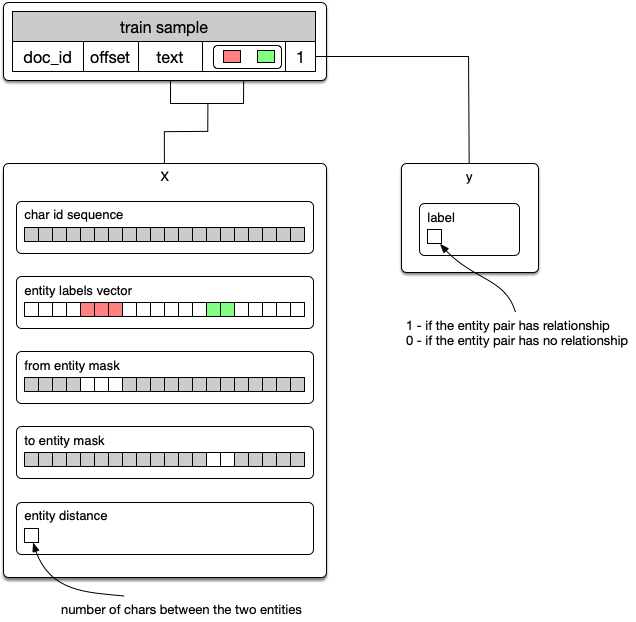 train sample
doc_id offset text 1
X
char id sequence
entity labels vector
from entity mask
to entity mask
entity distance
number of chars between the two entities
y
label
1 - if the entity pair has relationship
0 - if the entity pair has no relationship